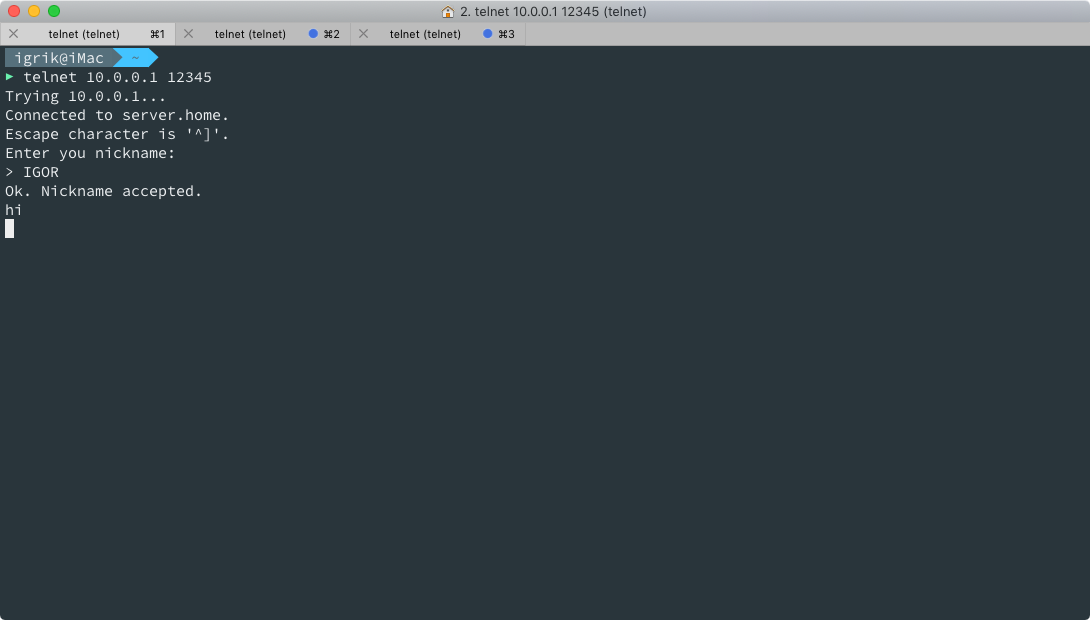 2. telnet 10.0.0.1 12345 (telnet)
telnet (telnet) ⌘1 telnet (telnet) ⌘2 telnet (telnet) ⌘3
igrik@iMac ~
telnet 10.0.0.1 12345
Trying 10.0.0.1...
Connected to server.home.
Escape character is '^]'.
Enter you nickname:
> IGOR
Ok. Nickname accepted.
hi